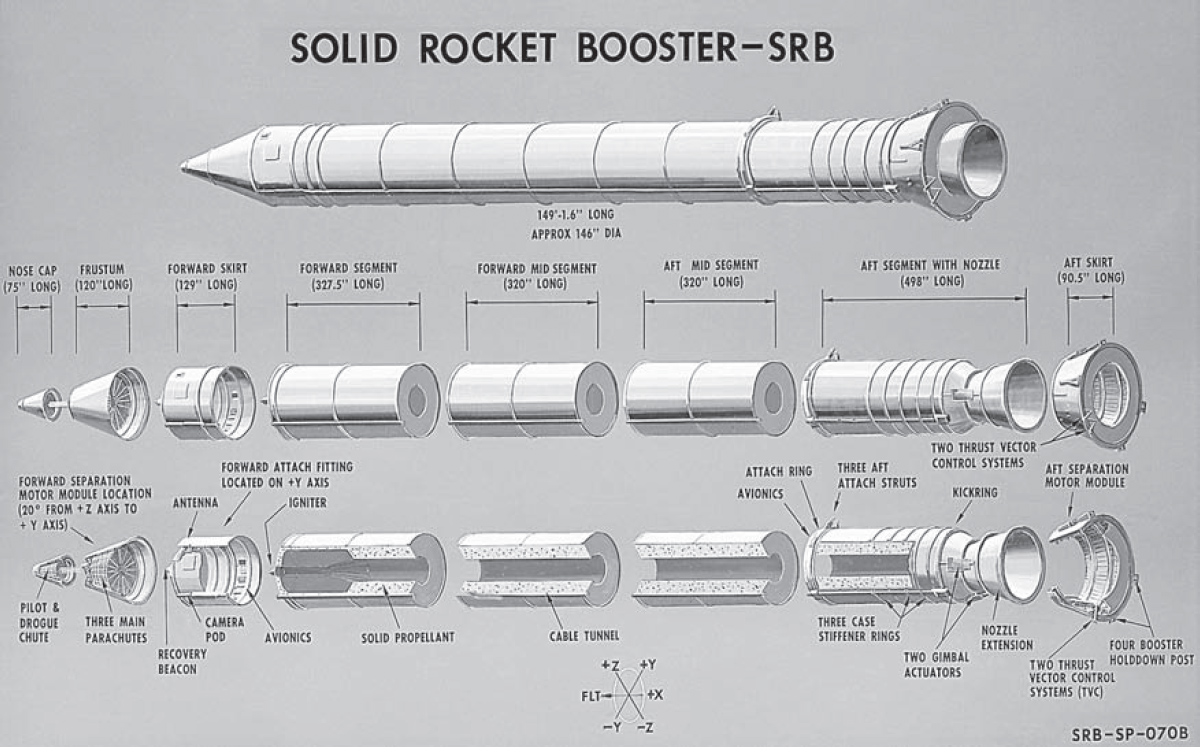 SOLID ROCKET BOOSTER–SRB
149'-1.6" LONG
APPROX 146" DIA
NOSE CAP
(75" LONG)
FRUSTUM
(120"LONG)
FORWARD SKIRT
(129" LONG)
FORWARD SEGMENT
(327.5" LONG)
FORWARD MID SEGMENT
(320" LONG)
AFT MID SEGMENT
(320" LONG)
AFT SEGMENT WITH NOZZLE
(498" LONG)
AFT SKIRT
(90.5" LONG)
TWO THRUST VECTOR
CONTROL SYSTEMS
FORWARD SEPARATION
MOTOR MODULE LOCATION
(20° FROM +Z AXIS TO
+ Y AXIS)
ANTENNA
FORWARD ATTACH FITTING
LOCATED ON +Y AXIS
IGNITER
ATTACH RING
AVIONICS
THREE AFT
ATTACH STRUTS
KICKRING
AFT SEPARATION
MOTOR MODULE
PILOT &
DROGUE
CHUTE
THREE MAIN
PARACHUTES
RECOVERY
BEACON
CAMERA
POD
AVIONICS
SOLID PROPELLANT
CABLE TUNNEL
THREE CASE
STIFFENER RINGS
TWO GIMBAL
ACTUATORS
NOZZLE
EXTENSION
TWO THRUST
VECTOR CONTROL
SYSTEMS (TVC)
FOUR BOOSTER
HOLDDOWN POST
+Z +Y
FLT +X
–Y –Z
SRB–SP–070B